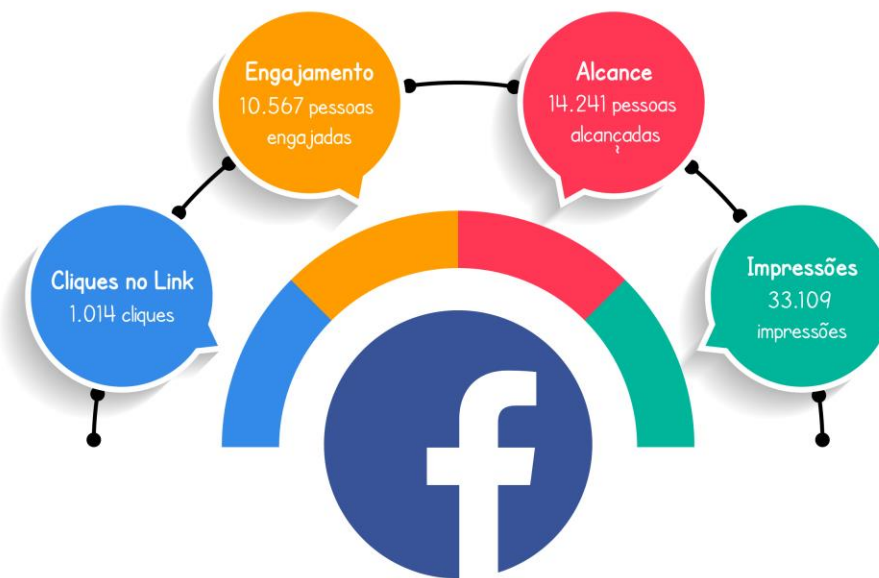 Engajamento
10.567 pessoas
engajadas
Alcance
14.241 pessoas
alcançadas
Cliques no Link
1.014 cliques
Impressões
33.109
impressões
f